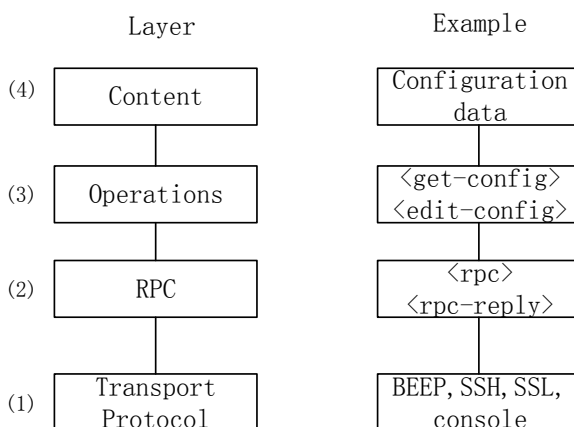 Layer Example
(4) Content Configuration
data
(3) Operations <get-config>
<edit-config>
(2) RPC <rpc>
<rpc-reply>
(1) Transport
Protocol BEEP, SSH, SSL,
console